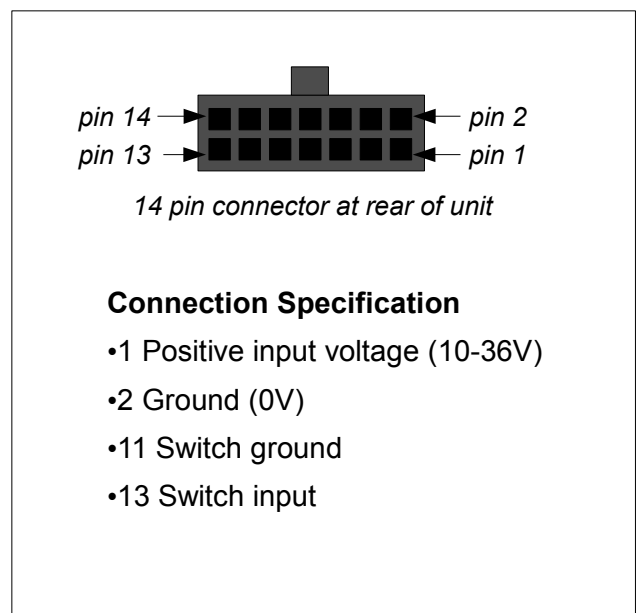 pin 14 pin 2
pin 13 pin 1
14 pin connector at rear of unit
Connection Specification
•1 Positive input voltage (10-36V)
•2 Ground (0V)
•11 Switch ground
•13 Switch input